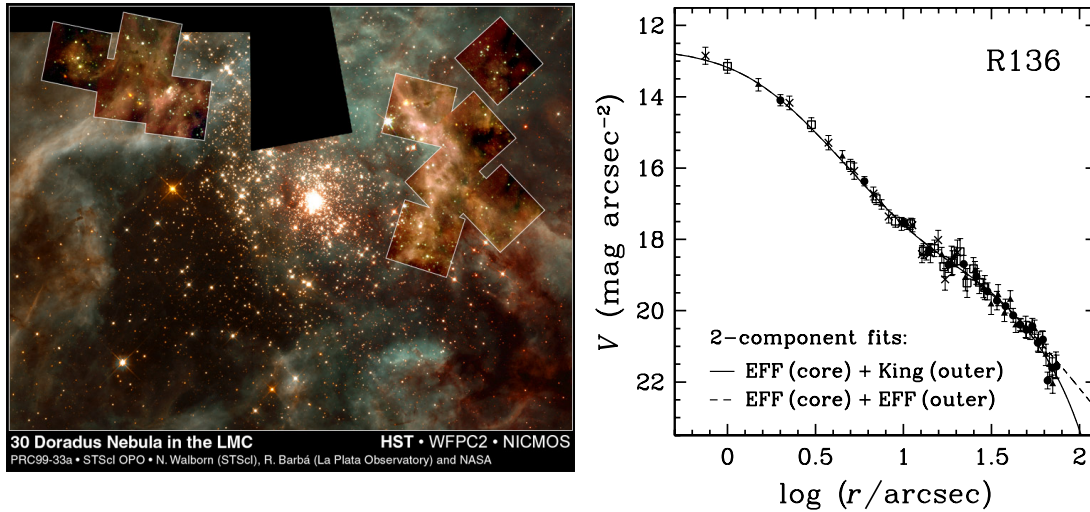 30 Doradus Nebula in the LMC
PRC99-33a • STScI OPO • N. Walborn (STScI), R. Barbá (La Plata Observatory) and NASA
HST • WFPC2 • NICMOS
R136
12
14
16
18
20
22
V (mag arcsec⁻²)
2-component fits:
EFF (core) + King (outer)
EFF (core) + EFF (outer)
0 0.5 1 1.5 2
log (r/arcsec)